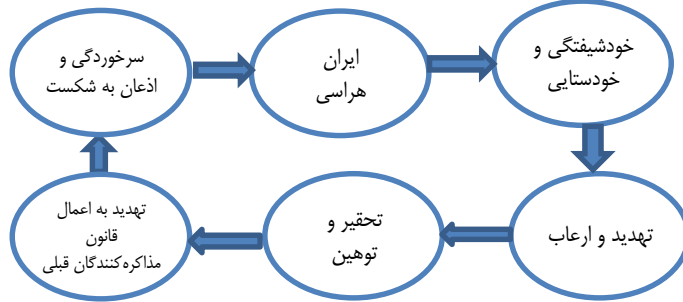 خودشیفتگی و
خودستایی
ایران
هراسی
سرخوردگی و
اذعان به شکست
تهدید و ارعاب
تحقیر و
توهین
تهدید به اعمال
قانون
مذاکره‌کنندگان قبلی